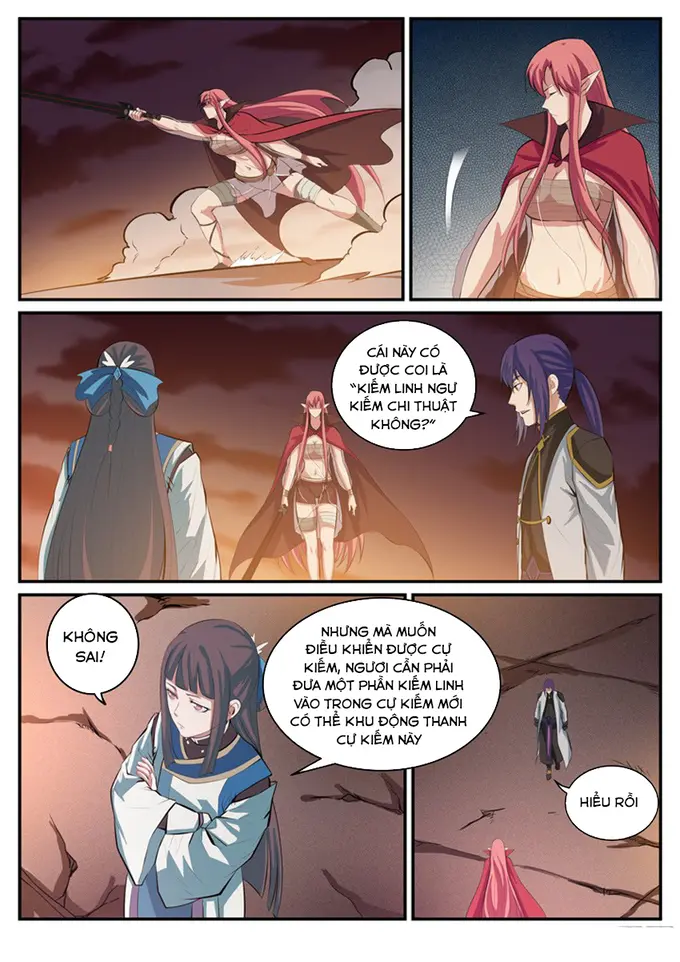 CÁI NÀY CÓ
ĐƯỢC COI LÀ
“KIẾM LINH NGỰ
KIẾM CHI THUẬT
KHÔNG?”
KHÔNG
SAI!
NHƯNG MÀ MUỐN
ĐIỀU KHIỂN ĐƯỢC CỰ
KIẾM, NGƯƠI CẦN PHẢI
ĐƯA MỘT PHẦN KIẾM LINH
VÀO TRONG CỰ KIẾM MỚI
CÓ THỂ KHU ĐỘNG THANH
CỰ KIẾM NÀY
HIỂU RỒI